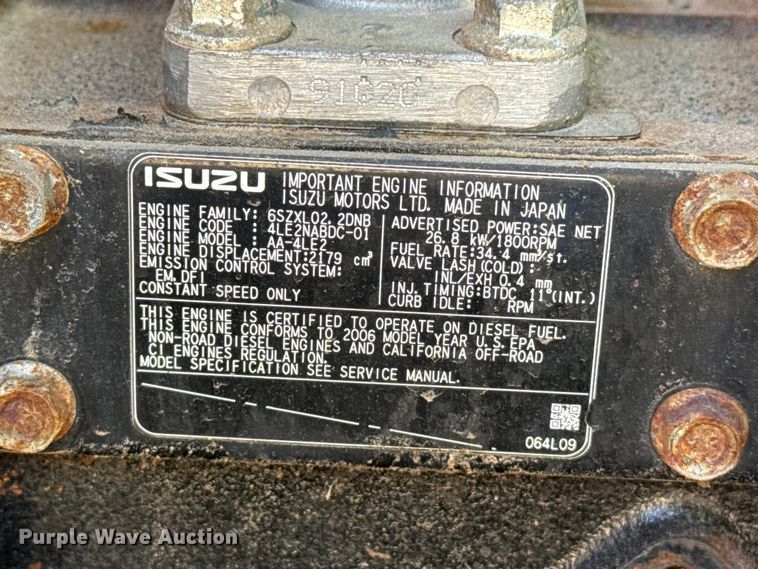 S1C2C
ISUZU IMPORTANT ENGINE INFORMATION
ISUZU MOTORS LTD. MADE IN JAPAN
ENGINE FAMILY: 6SZXL02.2DNB
ENGINE CODE : 4LE2NABDC-01
ENGINE MODEL : AA-4LE2
ENGINE DISPLACEMENT:2179 cm³
EMISSION CONTROL SYSTEM:
EM, DFI
CONSTANT SPEED ONLY
ADVERTISED POWER:SAE NET
26.8 kW/1800RPM
FUEL RATE:34.4 mm³/st.
VALVE LASH(COLD):
IN./EXH 0.4 mm
INJ. TIMING:BTDC 11°(INT.)
CURB IDLE: RPM
THIS ENGINE IS CERTIFIED TO OPERATE ON DIESEL FUEL.
THIS ENGINE CONFORMS TO 2006 MODEL YEAR U.S.EPA
NON-ROAD DIESEL ENGINES AND CALIFORNIA OFF-ROAD
CI ENGINES REGULATION.
MODEL SPECIFICATION SEE SERVICE MANUAL.
064L09
Purple Wave Auction